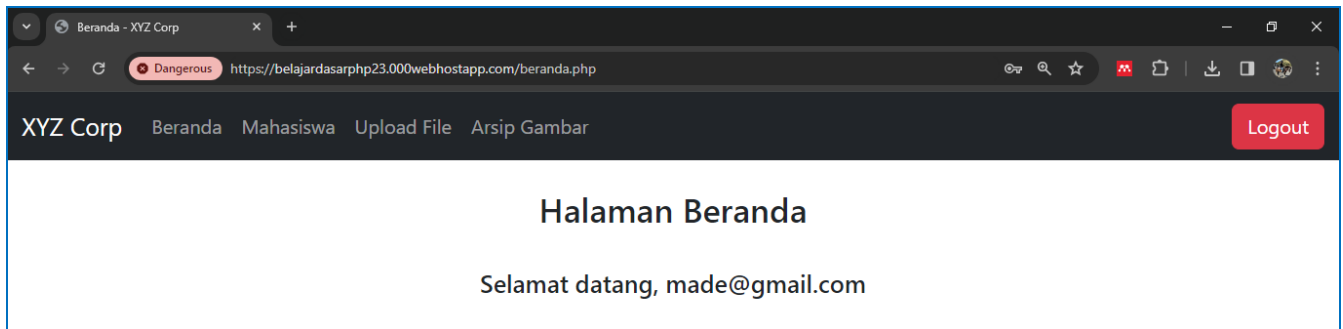 Beranda - XYZ Corp
Dangerous https://belajardasarphp23.000webhostapp.com/beranda.php
XYZ Corp Beranda Mahasiswa Upload File Arsip Gambar Logout
Halaman Beranda
Selamat datang, made@gmail.com